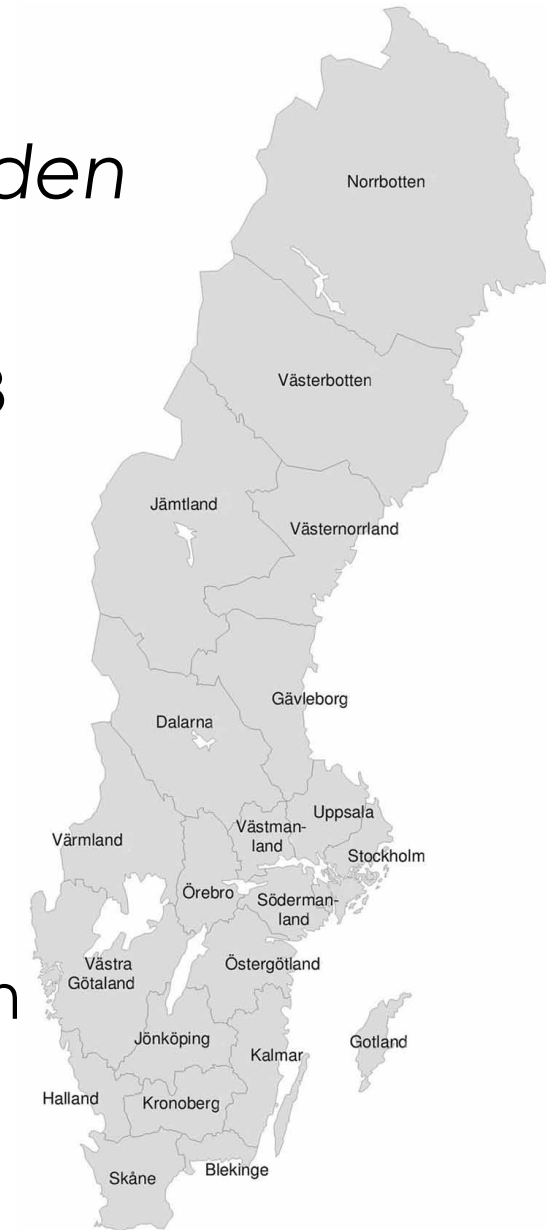 den
Norrbotten
Västerbotten
Jämtland
Västernorrland
Gävleborg
Dalarna
Uppsala
Västman-
land
Värmland
Stockholm
Örebro
Söderman-
land
Västra
Götaland
Östergötland
Jönköping
Gotland
Kalmar
Halland
Kronoberg
Blekinge
Skåne